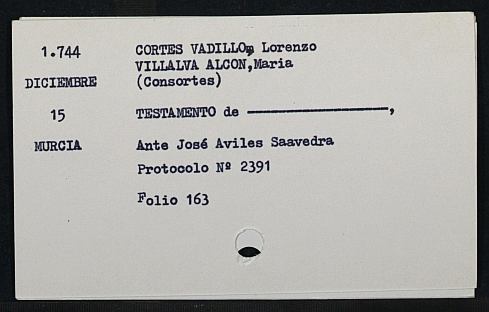 1.744 CORTES VADILLO, Lorenzo
VILLALVA ALCON,Maria
DICIEMBRE (Consortes)
15 TESTAMENTO de ——————————,
MURCIA Ante José Aviles Saavedra
Protocolo Nº 2391
Folio 163